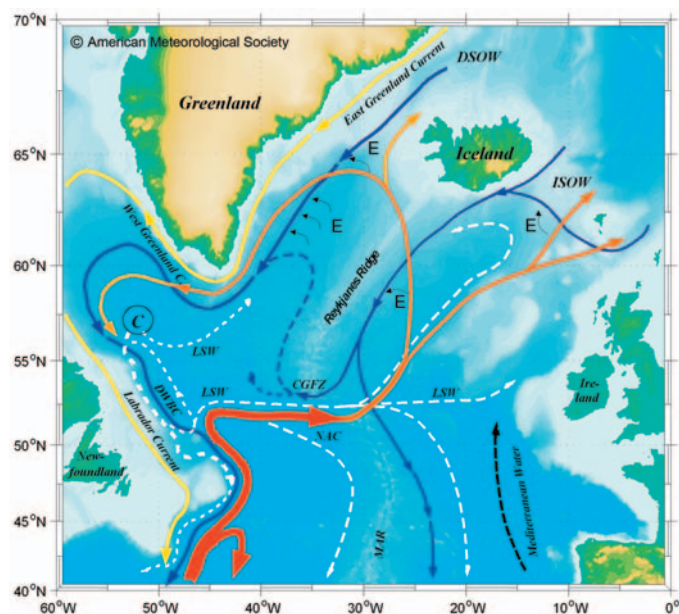 70°N
© American Meteorological Society
Greenland
East Greenland Current
DSOW
E
Iceland
65°N
ISOW
E
E
West Greenland C.
60°N
Reykjanes Ridge
E
C
LSW
55°N
CGFZ
DWBC
LSW
LSW
Ire-
land
Labrador Current
NAC
50°N
New-
foundland
Mediterranean Water
45°N
MAR
40°N
60°W
50°W
40°W
30°W
20°W
10°W
0°W